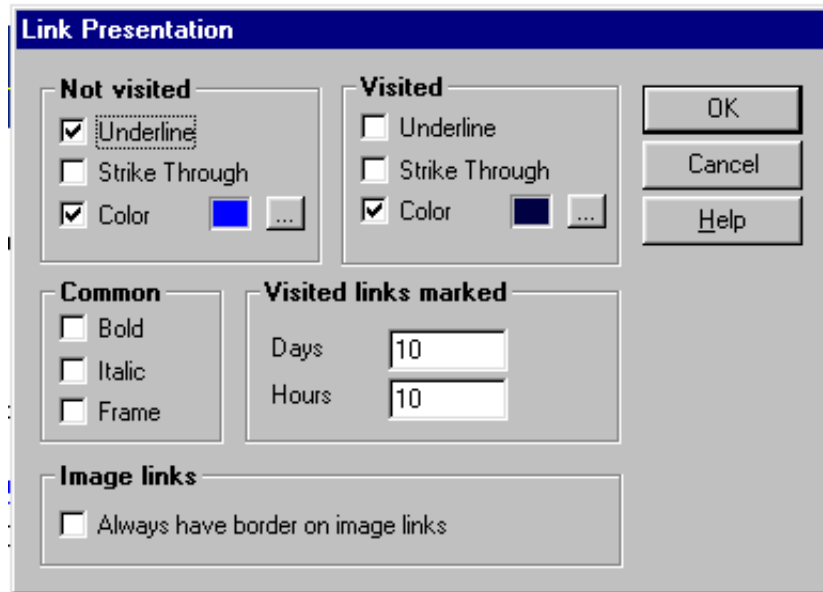 Link Presentation
Not visited
Underline
Strike Through
Color ...
Visited
Underline
Strike Through
Color ...
OK
Cancel
Help
Common
Bold
Italic
Frame
Visited links marked
Days 10
Hours 10
Image links
Always have border on image links